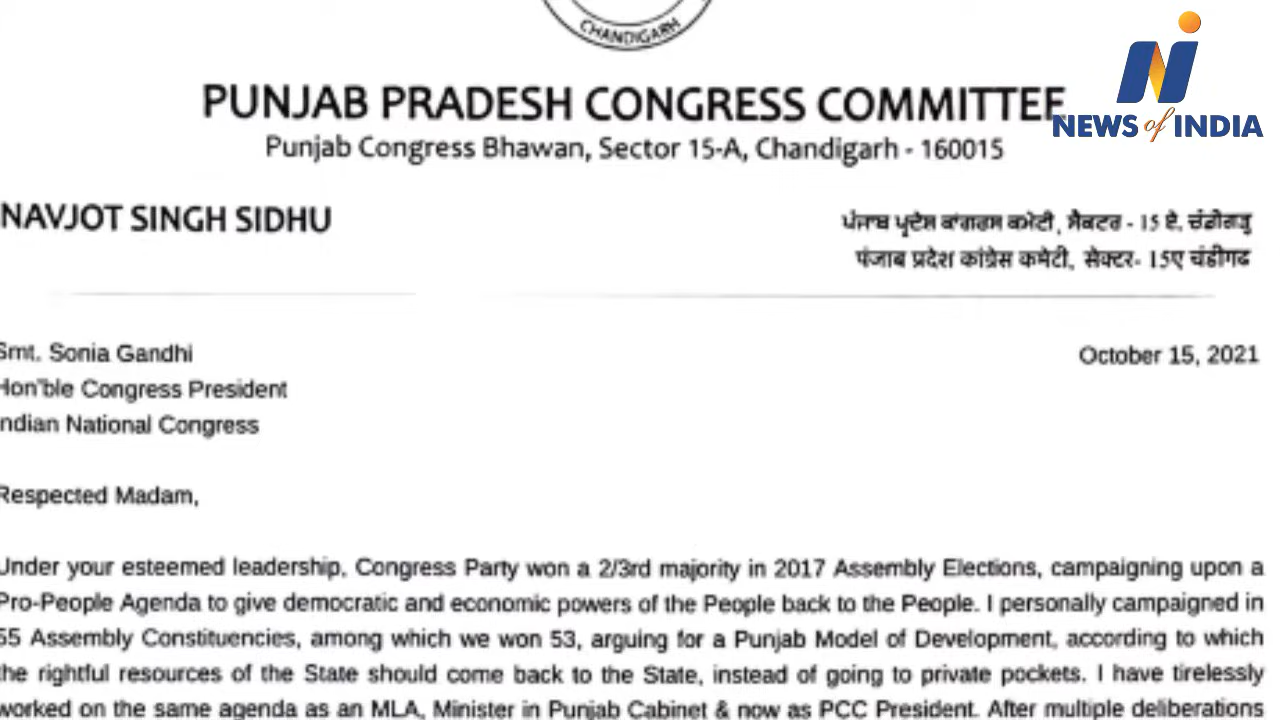 CHANDIGARH
PUNJAB PRADESH CONGRESS COMMITTEE
NEWS of INDIA
Punjab Congress Bhawan, Sector 15-A, Chandigarh - 160015
NAVJOT SINGH SIDHU
ਪੰਜਾਬ ਪ੍ਰਦੇਸ਼ ਕਾਂਗਰਸ ਕਮੇਟੀ, ਸੈਕਟਰ - 15 ਏ, ਚੰਡੀਗੜ੍ਹ
पंजाब प्रदेश कांग्रेस कमेटी, सेक्टर- 15ए चंडीगढ
Smt. Sonia Gandhi
October 15, 2021
Hon'ble Congress President
Indian National Congress
Respected Madam,
Under your esteemed leadership, Congress Party won a 2/3rd majority in 2017 Assembly Elections, campaigning upon a
Pro-People Agenda to give democratic and economic powers of the People back to the People. I personally campaigned in
55 Assembly Constituencies, among which we won 53, arguing for a Punjab Model of Development, according to which
the rightful resources of the State should come back to the State, instead of going to private pockets. I have tirelessly
worked on the same agenda as an MLA, Minister in Punjab Cabinet & now as PCC President. After multiple deliberations